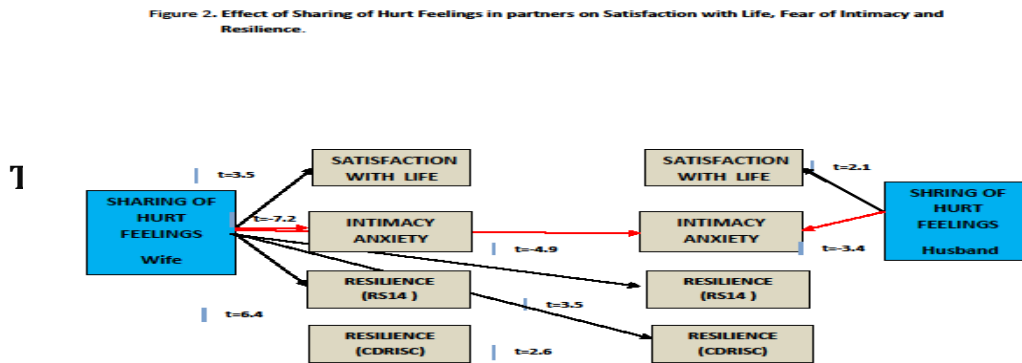 Figure 2. Effect of Sharing of Hurt Feelings in partners on Satisfaction with Life, Fear of Intimacy and
Resilience.
T
t=3.5
SATISFACTION
WITH LIFE
SATISFACTION
WITH LIFE
t=2.1
SHARING OF
HURT
FEELINGS
Wife
t=-7.2
INTIMACY
ANXIETY
t=-4.9
INTIMACY
ANXIETY
t=-3.4
SHRING OF
HURT
FEELINGS
Husband
RESILIENCE
(RS14 )
RESILIENCE
(RS14 )
t=6.4
t=3.5
RESILIENCE
(CDRISC)
t=2.6
RESILIENCE
(CDRISC)